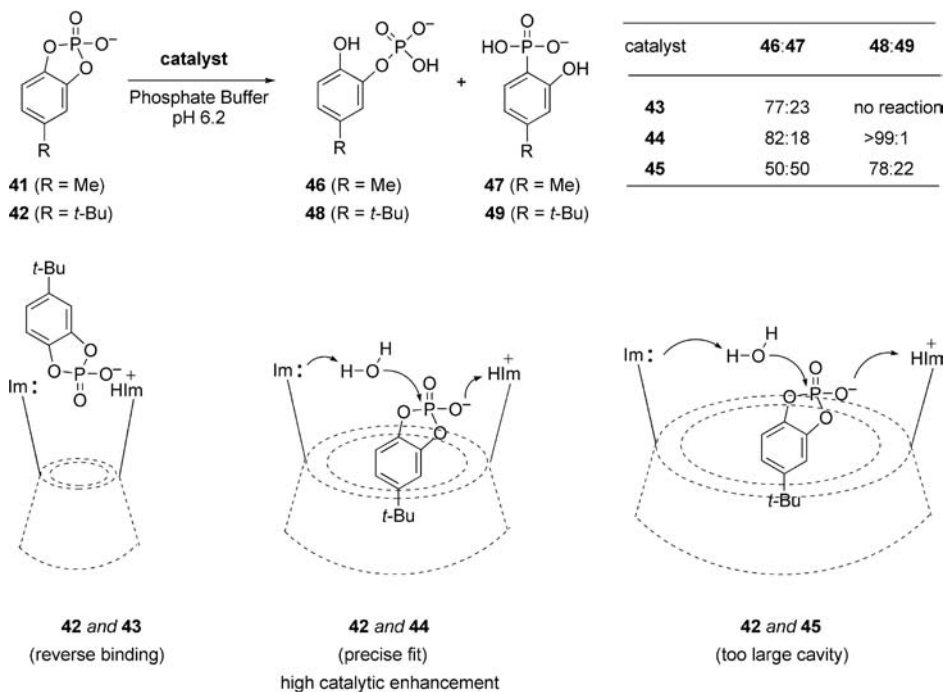 O
O
P
O⁻
O
R
41 (R = Me)
42 (R = t-Bu)
catalyst
Phosphate Buffer
pH 6.2
OH
O
O
P
O⁻
OH
R
46 (R = Me)
48 (R = t-Bu)
+
O
HO
P
O⁻
OH
R
47 (R = Me)
49 (R = t-Bu)
catalyst 46:47 48:49
43 77:23 no reaction
44 82:18 >99:1
45 50:50 78:22
t-Bu
O
O
P
O⁻
O
Im:
+
HIm
42 and 43
(reverse binding)
Im:
H
H
O
O
P
O
O⁻
O
+
HIm
t-Bu
42 and 44
(precise fit)
high catalytic enhancement
Im:
H
H
O
O
P
O
O⁻
O
+
HIm
t-Bu
42 and 45
(too large cavity)